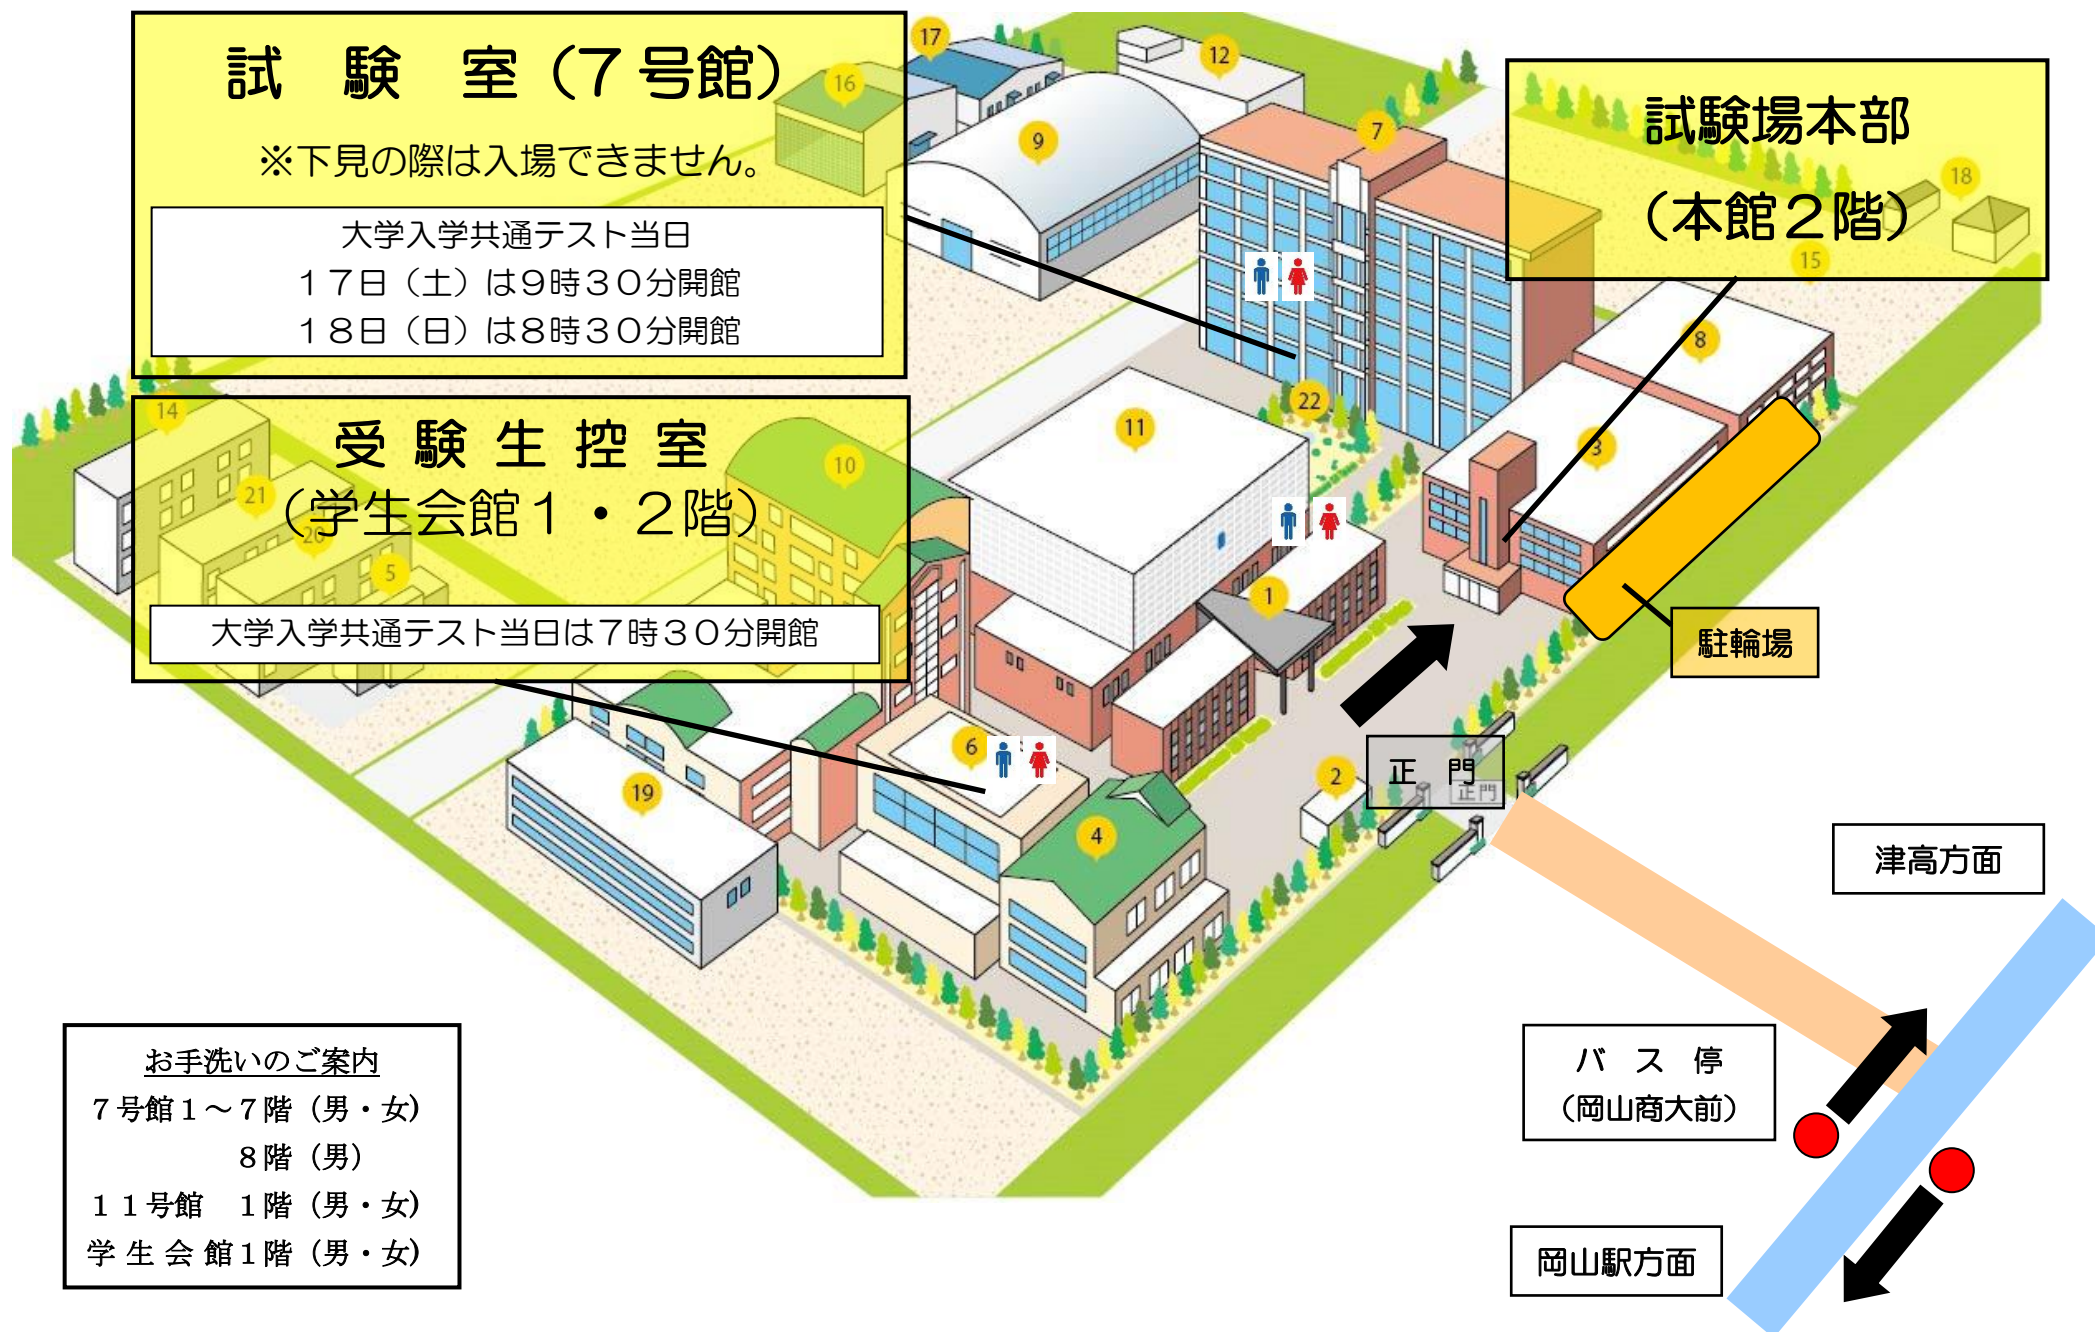 試　験　室（７号館）
※下見の際は入場できません。
大学入学共通テスト当日
１７日（土）は９時３０分開館
１８日（日）は８時３０分開館
受 験 生 控 室
（学生会館１・２階）
大学入学共通テスト当日は７時３０分開館
試験場本部
（本館２階）
17
16
12
9
7
18
15
8
22
14
11
3
10
21
20
5
1
駐輪場
6
19
2
4
正　門
正門
津高方面
バ　ス　停
（岡山商大前）
岡山駅方面
お手洗いのご案内
７号館１～７階（男・女）
８階（男）
１１号館　１階（男・女）
学 生 会 館１階（男・女）